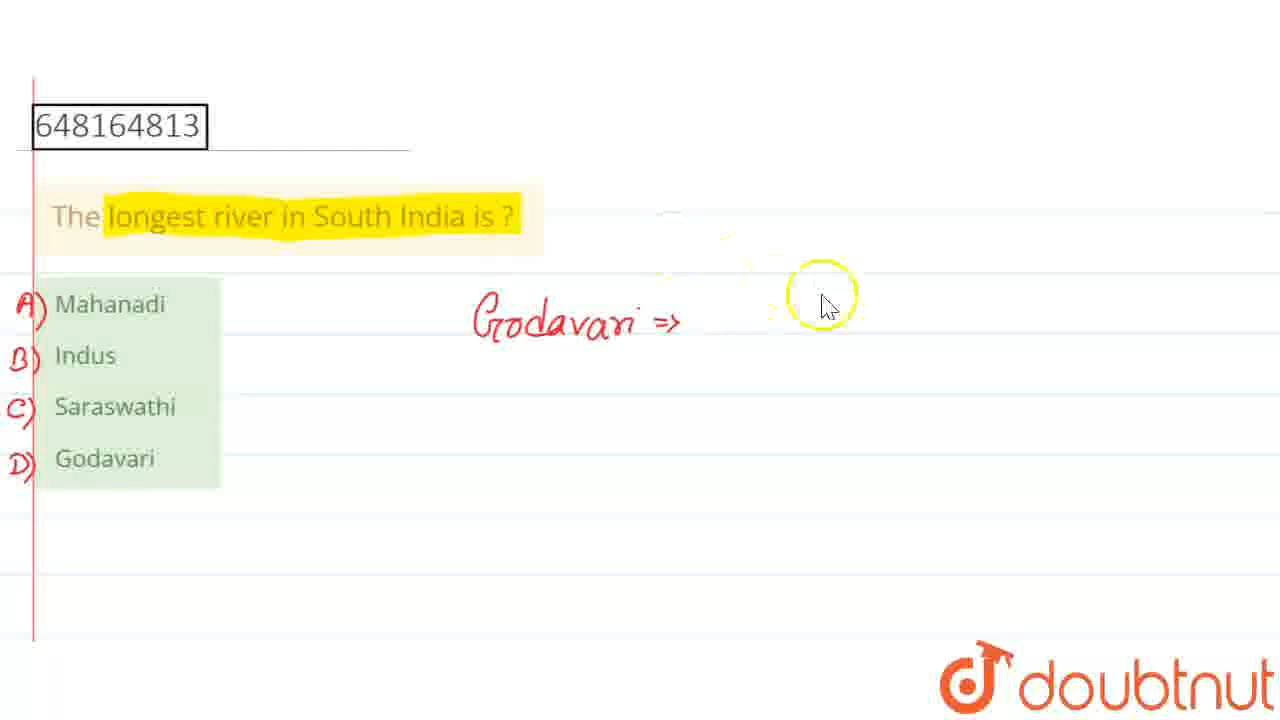 648164813
The longest river in South India is ?
A) Mahanadi
B) Indus
C) Saraswathi
D) Godavari
Godavari ⇒
doubtnut